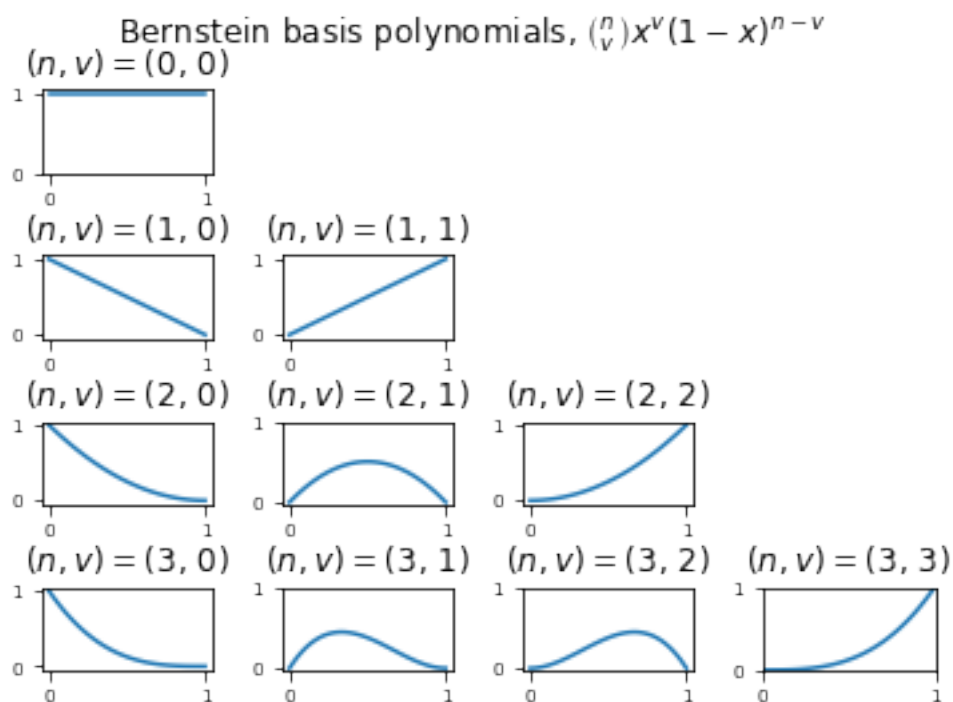 Bernstein basis polynomials, $\binom{n}{v}x^v(1-x)^{n-v}$
(n, v) = (0, 0)
1
0
0 1
(n, v) = (1, 0) (n, v) = (1, 1)
1 1
0 0
0 1 0 1
(n, v) = (2, 0) (n, v) = (2, 1) (n, v) = (2, 2)
1 1 1
0 0 0
0 1 0 1 0 1
(n, v) = (3, 0) (n, v) = (3, 1) (n, v) = (3, 2) (n, v) = (3, 3)
1 1 1 1
0 0 0 0
0 1 0 1 0 1 0 1